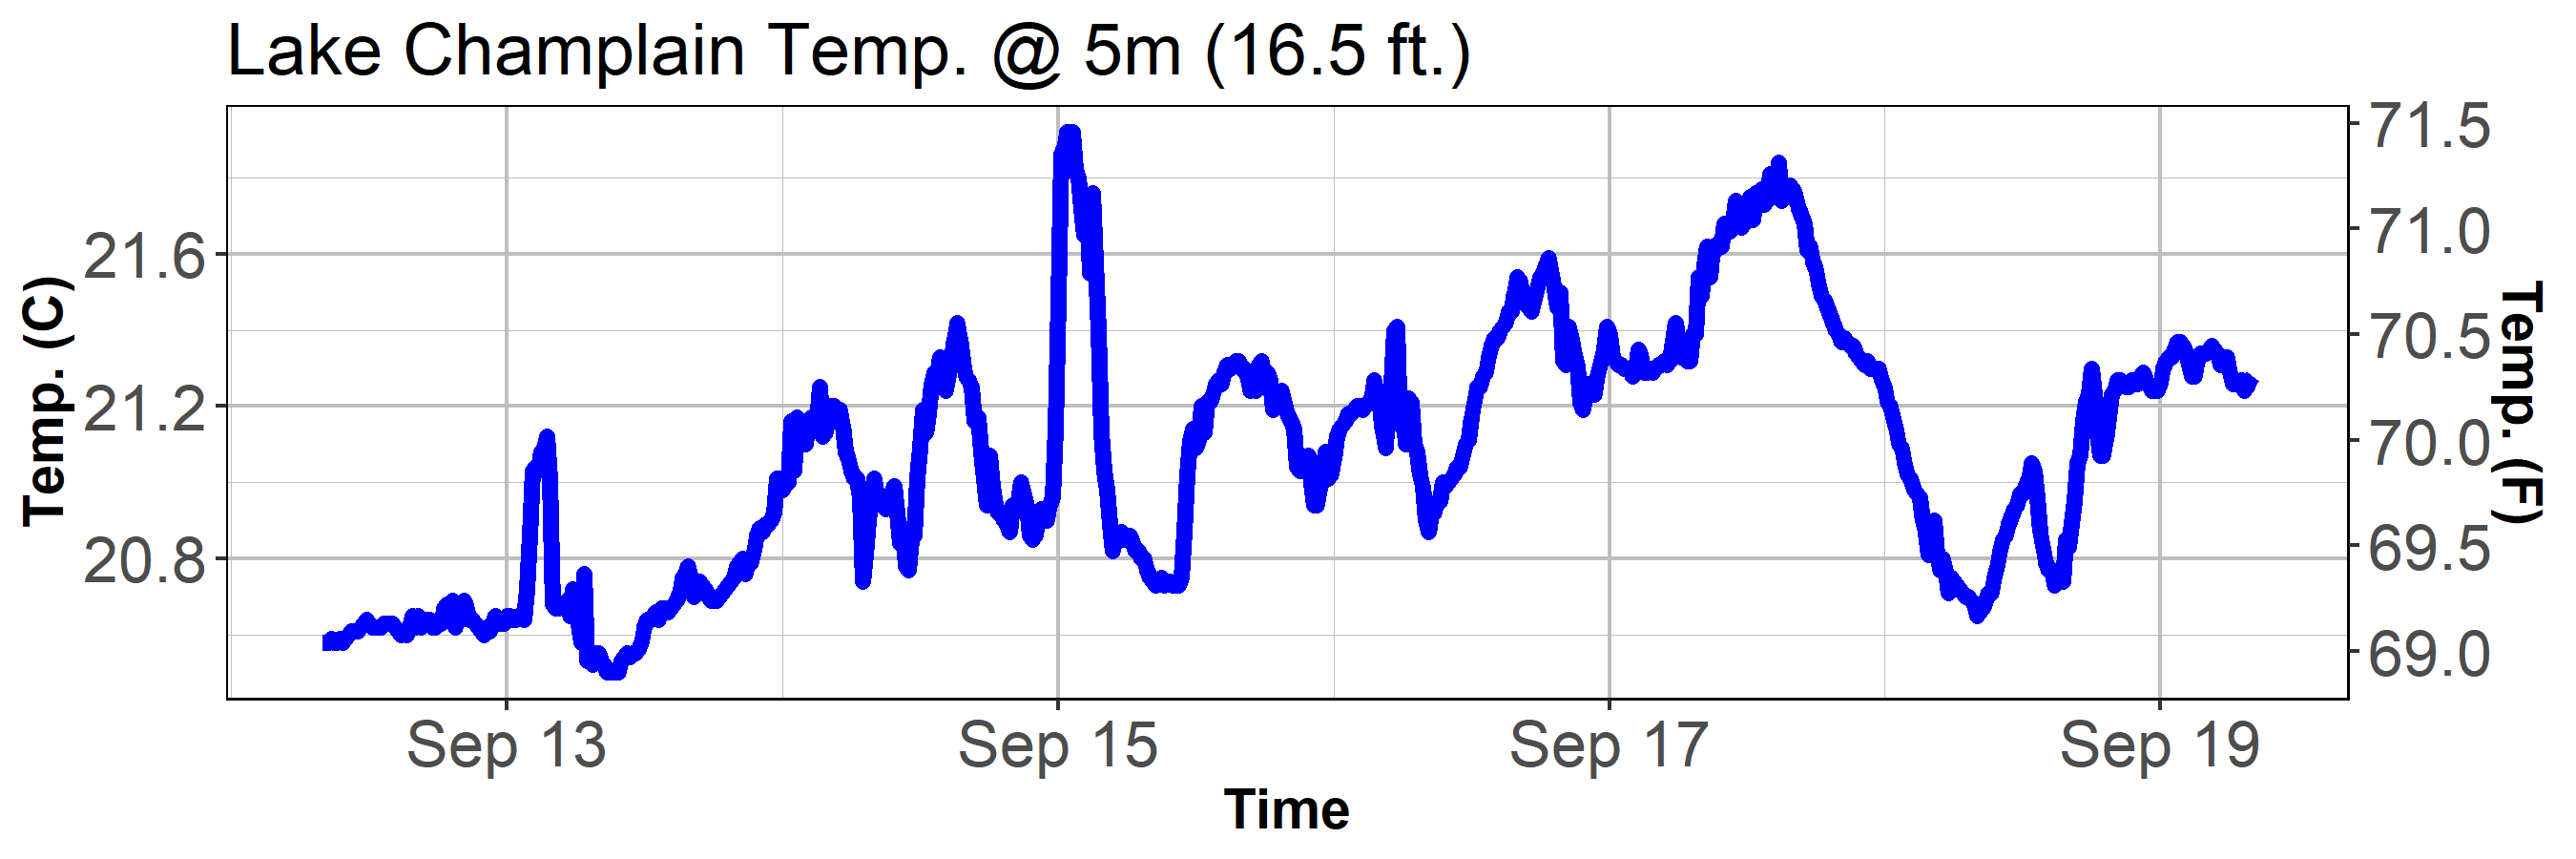 Lake Champlain Temp. @ 5m (16.5 ft.)
Temp. (C)
21.6
21.2
20.8
71.5
71.0
70.5
70.0
69.5
69.0
Temp. (F)
Sep 13 Sep 15 Sep 17 Sep 19
Time